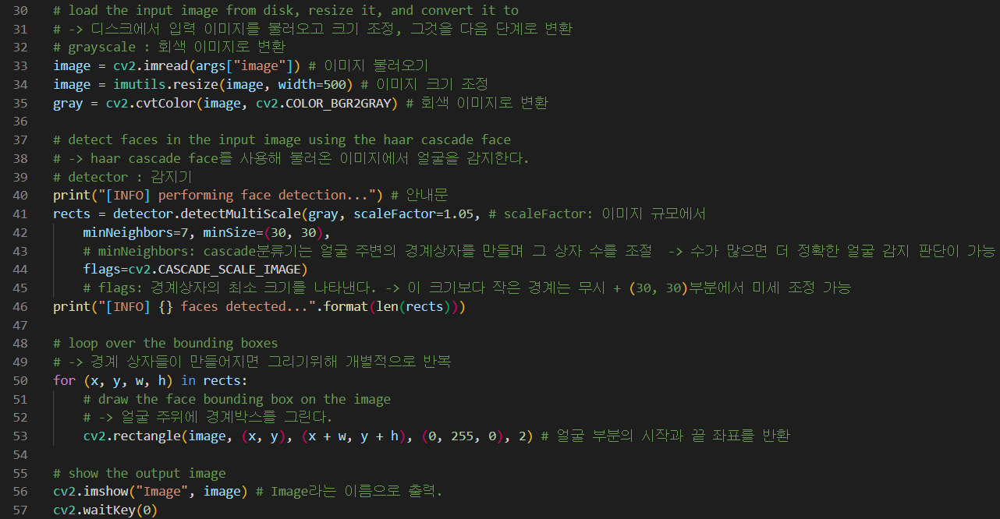 30 # load the input image from disk, resize it, and convert it to
31 # -> 디스크에서 입력 이미지를 불러오고 크기 조정, 그것을 다음 단계로 변환
32 # grayscale : 회색 이미지로 변환
33 image = cv2.imread(args["image"]) # 이미지 불러오기
34 image = imutils.resize(image, width=500) # 이미지 크기 조정
35 gray = cv2.cvtColor(image, cv2.COLOR_BGR2GRAY) # 회색 이미지로 변환
36
37 # detect faces in the input image using the haar cascade face
38 # -> haar cascade face를 사용해 불러온 이미지에서 얼굴을 감지한다.
39 # detector : 감지기
40 print("[INFO] performing face detection...") # 안내문
41 rects = detector.detectMultiScale(gray, scaleFactor=1.05, # scaleFactor: 이미지 규모에서
42 minNeighbors=7, minSize=(30, 30),
43 # minNeighbors: cascade분류기는 얼굴 주변의 경계상자를 만들며 그 상자 수를 조절  -> 수가 많으면 더 정확한 얼굴 감지 판단이 가능
44 flags=cv2.CASCADE_SCALE_IMAGE)
45 # flags: 경계상자의 최소 크기를 나타낸다. -> 이 크기보다 작은 경계는 무시 + (30, 30)부분에서 미세 조정 가능
46 print("[INFO] {} faces detected...".format(len(rects)))
47
48 # loop over the bounding boxes
49 # -> 경계 상자들이 만들어지면 그리기위해 개별적으로 반복
50 for (x, y, w, h) in rects:
51 # draw the face bounding box on the image
52 # -> 얼굴 주위에 경계박스를 그린다.
53 cv2.rectangle(image, (x, y), (x + w, y + h), (0, 255, 0), 2) # 얼굴 부분의 시작과 끝 좌표를 반환
54
55 # show the output image
56 cv2.imshow("Image", image) # Image라는 이름으로 출력.
57 cv2.waitKey(0)